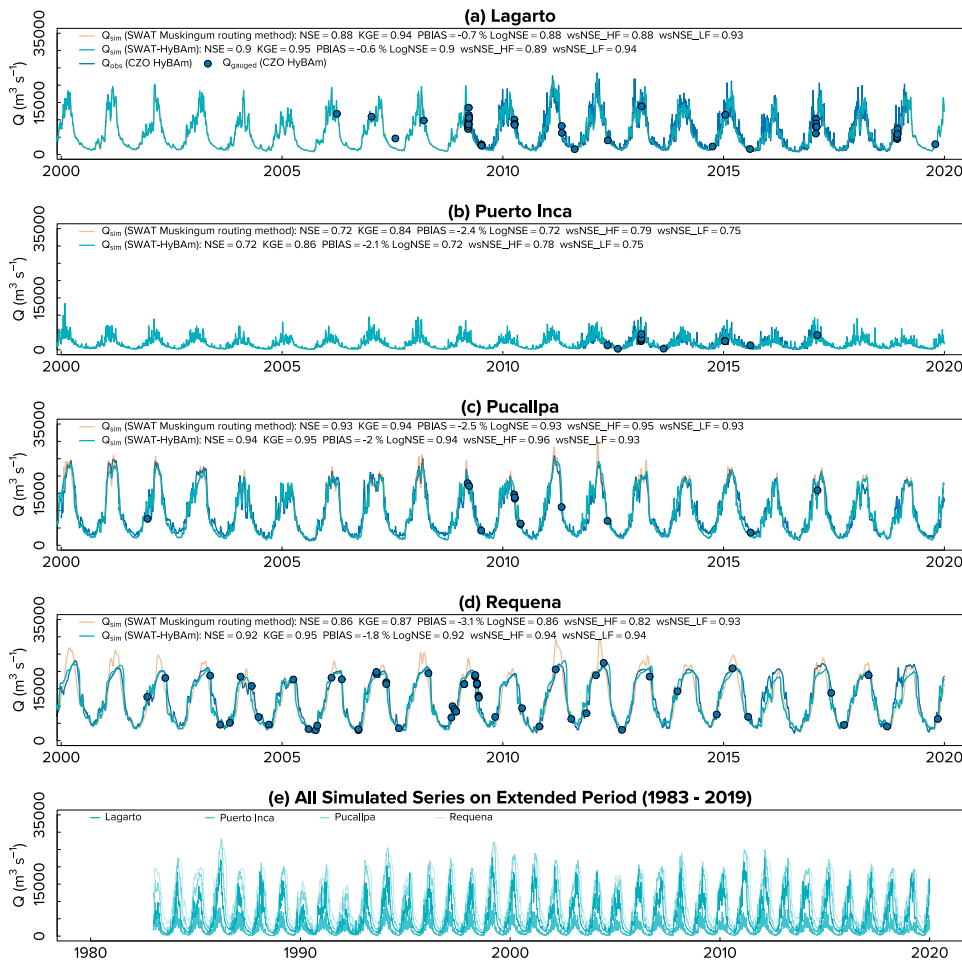 (a) Lagarto
Qsim (SWAT Muskingum routing method): NSE = 0.88 KGE = 0.94 PBIAS = -0.7 % LogNSE = 0.88 wsNSE_HF = 0.88 wsNSE_LF = 0.93
Qsim (SWAT-HyBAm): NSE = 0.9 KGE = 0.95 PBIAS = -0.6 % LogNSE = 0.9 wsNSE_HF = 0.89 wsNSE_LF = 0.94
Qobs (CZO HyBAm) Qgauged (CZO HyBAm)
Q (m³ s⁻¹)
35000
15000
0
2000 2005 2010 2015 2020
(b) Puerto Inca
Qsim (SWAT Muskingum routing method): NSE = 0.72 KGE = 0.84 PBIAS = -2.4 % LogNSE = 0.72 wsNSE_HF = 0.79 wsNSE_LF = 0.75
Qsim (SWAT-HyBAm): NSE = 0.72 KGE = 0.86 PBIAS = -2.1 % LogNSE = 0.72 wsNSE_HF = 0.78 wsNSE_LF = 0.75
Q (m³ s⁻¹)
35000
15000
0
2000 2005 2010 2015 2020
(c) Pucallpa
Qsim (SWAT Muskingum routing method): NSE = 0.93 KGE = 0.94 PBIAS = -2.5 % LogNSE = 0.93 wsNSE_HF = 0.95 wsNSE_LF = 0.93
Qsim (SWAT-HyBAm): NSE = 0.94 KGE = 0.95 PBIAS = -2 % LogNSE = 0.94 wsNSE_HF = 0.96 wsNSE_LF = 0.93
Q (m³ s⁻¹)
35000
15000
0
2000 2005 2010 2015 2020
(d) Requena
Qsim (SWAT Muskingum routing method): NSE = 0.86 KGE = 0.87 PBIAS = -3.1 % LogNSE = 0.86 wsNSE_HF = 0.82 wsNSE_LF = 0.93
Qsim (SWAT-HyBAm): NSE = 0.92 KGE = 0.95 PBIAS = -1.8 % LogNSE = 0.92 wsNSE_HF = 0.94 wsNSE_LF = 0.94
Q (m³ s⁻¹)
35000
15000
0
2000 2005 2010 2015 2020
(e) All Simulated Series on Extended Period (1983 - 2019)
Lagarto Puerto Inca Pucallpa Requena
Q (m³ s⁻¹)
35000
15000
0
1980 1990 2000 2010 2020